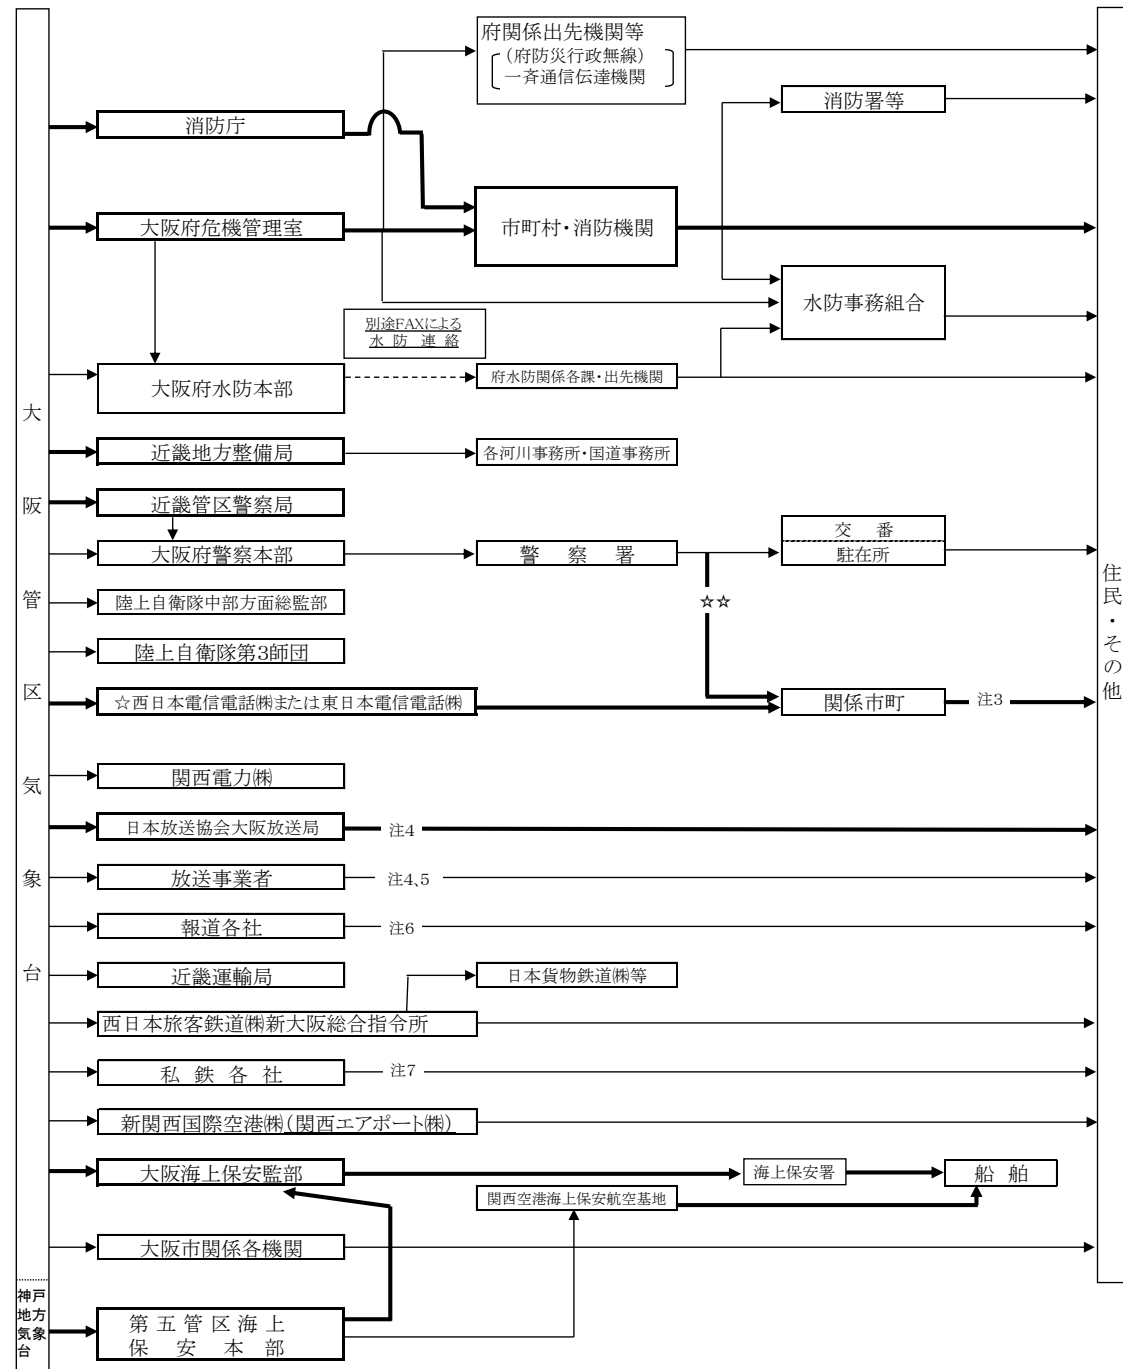 府関係出先機関等
（府防災行政無線）
一斉通信伝達機関
消防署等
消防庁
大阪府危機管理室
市町村・消防機関
水防事務組合
別途FAXによる
水 防 連 絡
大阪府水防本部
府水防関係各課・出先機関
近畿地方整備局
各河川事務所・国道事務所
近畿管区警察局
大阪府警察本部
警 察 署
交 番
駐在所
☆☆
陸上自衛隊中部方面総監部
陸上自衛隊第3師団
☆西日本電信電話㈱または東日本電信電話㈱
関係市町
注3
関西電力㈱
日本放送協会大阪放送局
注4
放送事業者
注4、5
報道各社
注6
近畿運輸局
日本貨物鉄道㈱等
西日本旅客鉄道㈱新大阪総合指令所
私 鉄 各 社
注7
新関西国際空港㈱（関西エアポート㈱）
大阪海上保安監部
海上保安署
船 舶
関西空港海上保安航空基地
大阪市関係各機関
第 五 管 区 海 上
保 安 本 部
大阪管区気象台
神戸
地方
気象
台
住民・その他